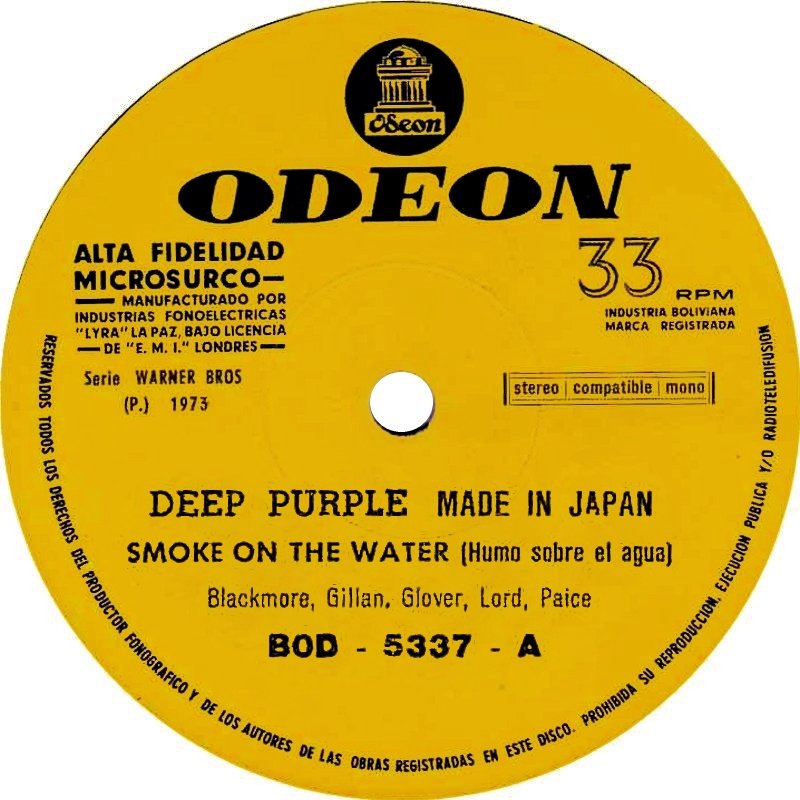 Odeon
ODEON
ALTA FIDELIDAD
MICROSURCO—
MANUFACTURADO POR
INDUSTRIAS FONOELECTRICAS
"LYRA" LA PAZ, BAJO LICENCIA
— DE "E. M. I." LONDRES —
Serie WARNER BROS
(P.) 1973
33 RPM
INDUSTRIA BOLIVIANA
MARCA REGISTRADA
stereo | compatible | mono
DEEP PURPLE MADE IN JAPAN
SMOKE ON THE WATER (Humo sobre el agua)
Blackmore, Gillan, Glover, Lord, Paice
BOD - 5337 - A
RESERVADOS TODOS LOS DERECHOS DEL PRODUCTOR FONOGRAFICO Y DE LOS AUTORES DE LAS OBRAS REGISTRADAS EN ESTE DISCO. PROHIBIDA SU REPRODUCCION, EJECUCION PUBLICA Y/O RADIOTELEDIFUSION